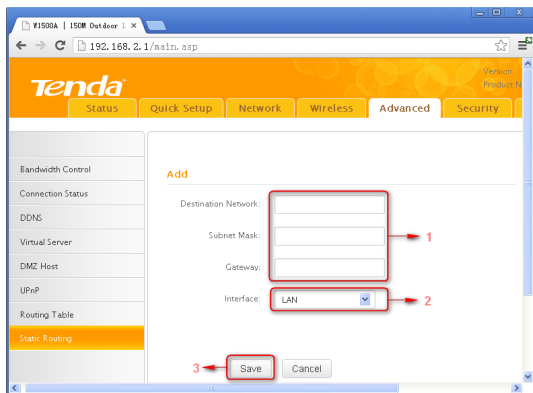 W1500A | 150M Outdoor
192.168.2.1/main.asp
Tenda
Version
Product N
Status Quick Setup Network Wireless Advanced Security
Bandwidth Control
Connection Status
DDNS
Virtual Server
DMZ Host
UPnP
Routing Table
Static Routing
Add
Destination Network:
Subnet Mask:
Gateway:
Interface: LAN
1
2
3 Save Cancel